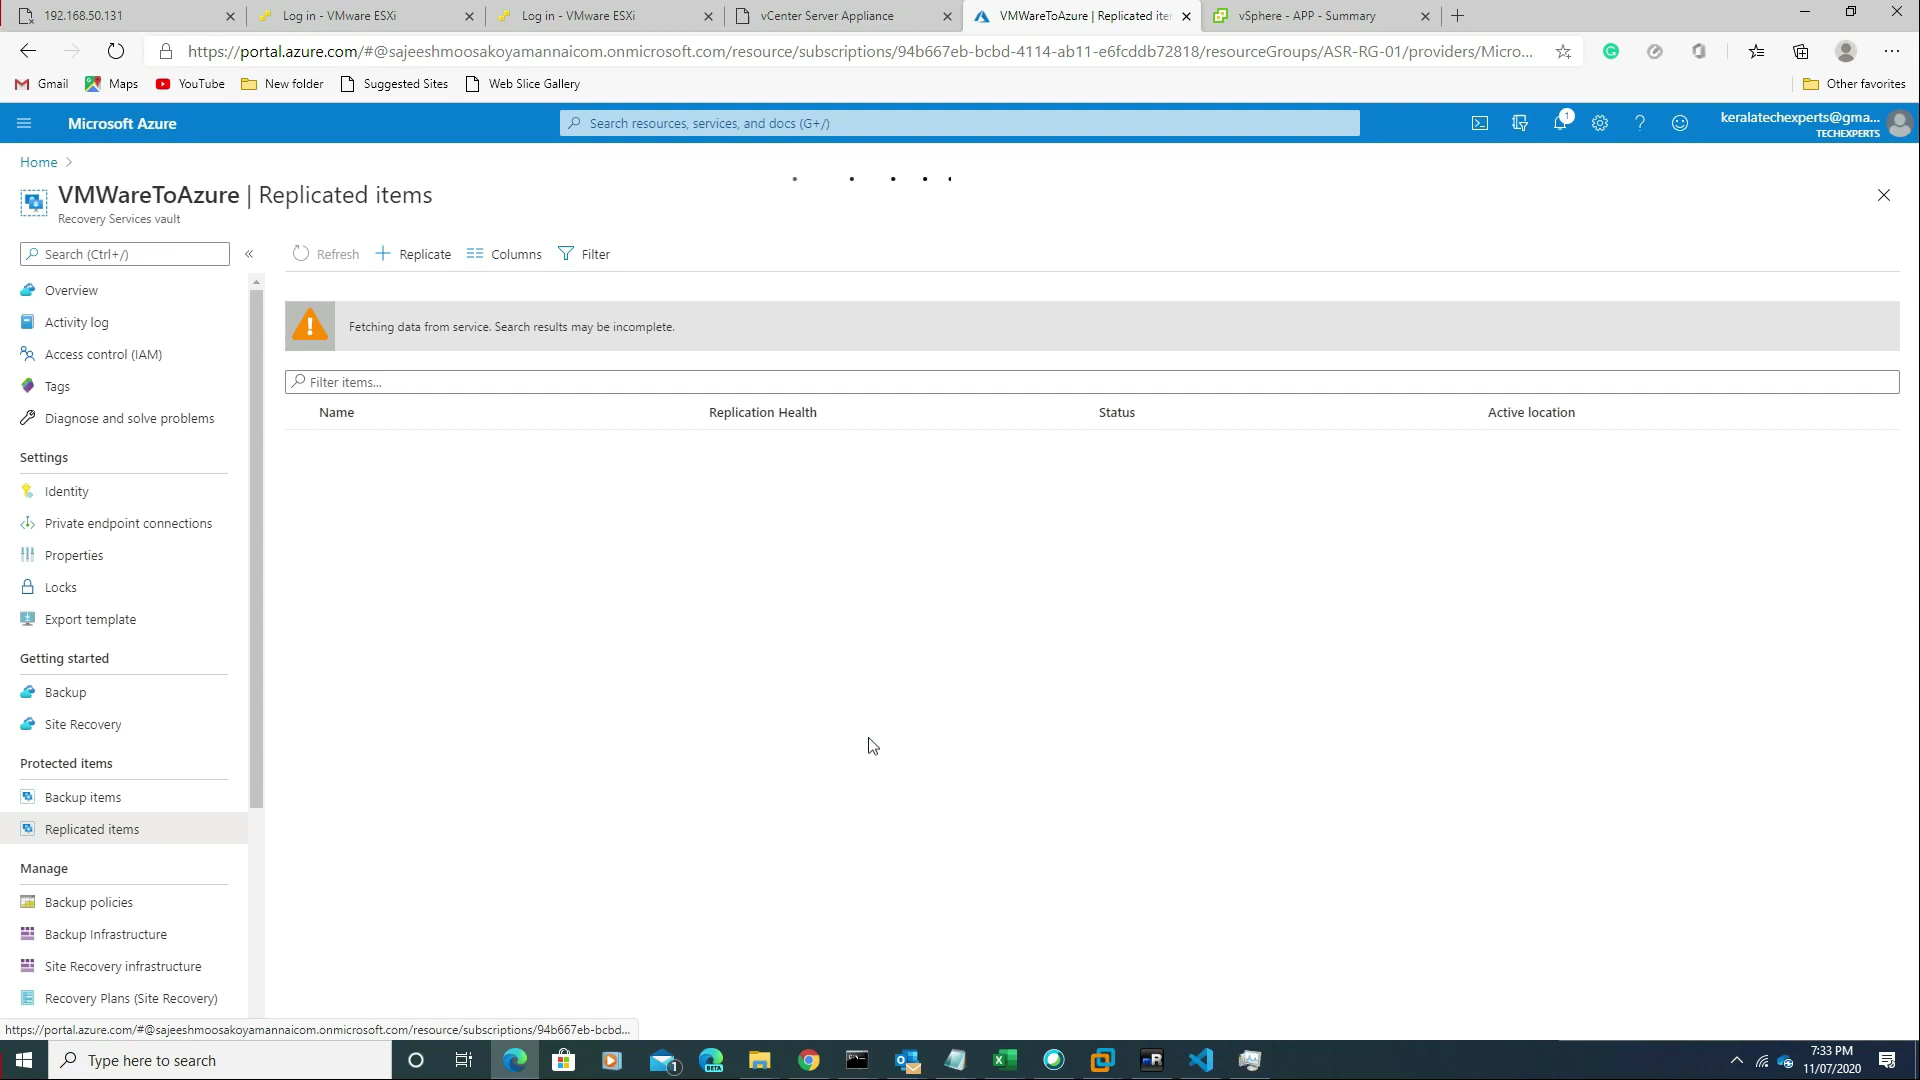 192.168.50.131
Log in - VMware ESXi
Log in - VMware ESXi
vCenter Server Appliance
VMWareToAzure | Replicated iter
vSphere - APP - Summary
https://portal.azure.com/#@sajeeshmoosakoyamannaicom.onmicrosoft.com/resource/subscriptions/94b667eb-bcbd-4114-ab11-e6fcddb72818/resourceGroups/ASR-RG-01/providers/Micro...
Gmail
Maps
YouTube
New folder
Suggested Sites
Web Slice Gallery
Other favorites
Microsoft Azure
Search resources, services, and docs (G+/)
1
keralatechexperts@gma...
TECHEXPERTS
Home
VMWareToAzure | Replicated items
Recovery Services vault
Search (Ctrl+/)
Refresh
Replicate
Columns
Filter
Overview
Activity log
Access control (IAM)
Tags
Diagnose and solve problems
Settings
Identity
Private endpoint connections
Properties
Locks
Export template
Getting started
Backup
Site Recovery
Protected items
Backup items
Replicated items
Manage
Backup policies
Backup Infrastructure
Site Recovery infrastructure
Recovery Plans (Site Recovery)
Fetching data from service. Search results may be incomplete.
Filter items...
Name
Replication Health
Status
Active location
https://portal.azure.com/#@sajeeshmoosakoyamannaicom.onmicrosoft.com/resource/subscriptions/94b667eb-bcbd...
Type here to search
1
BETA
7:33 PM
11/07/2020